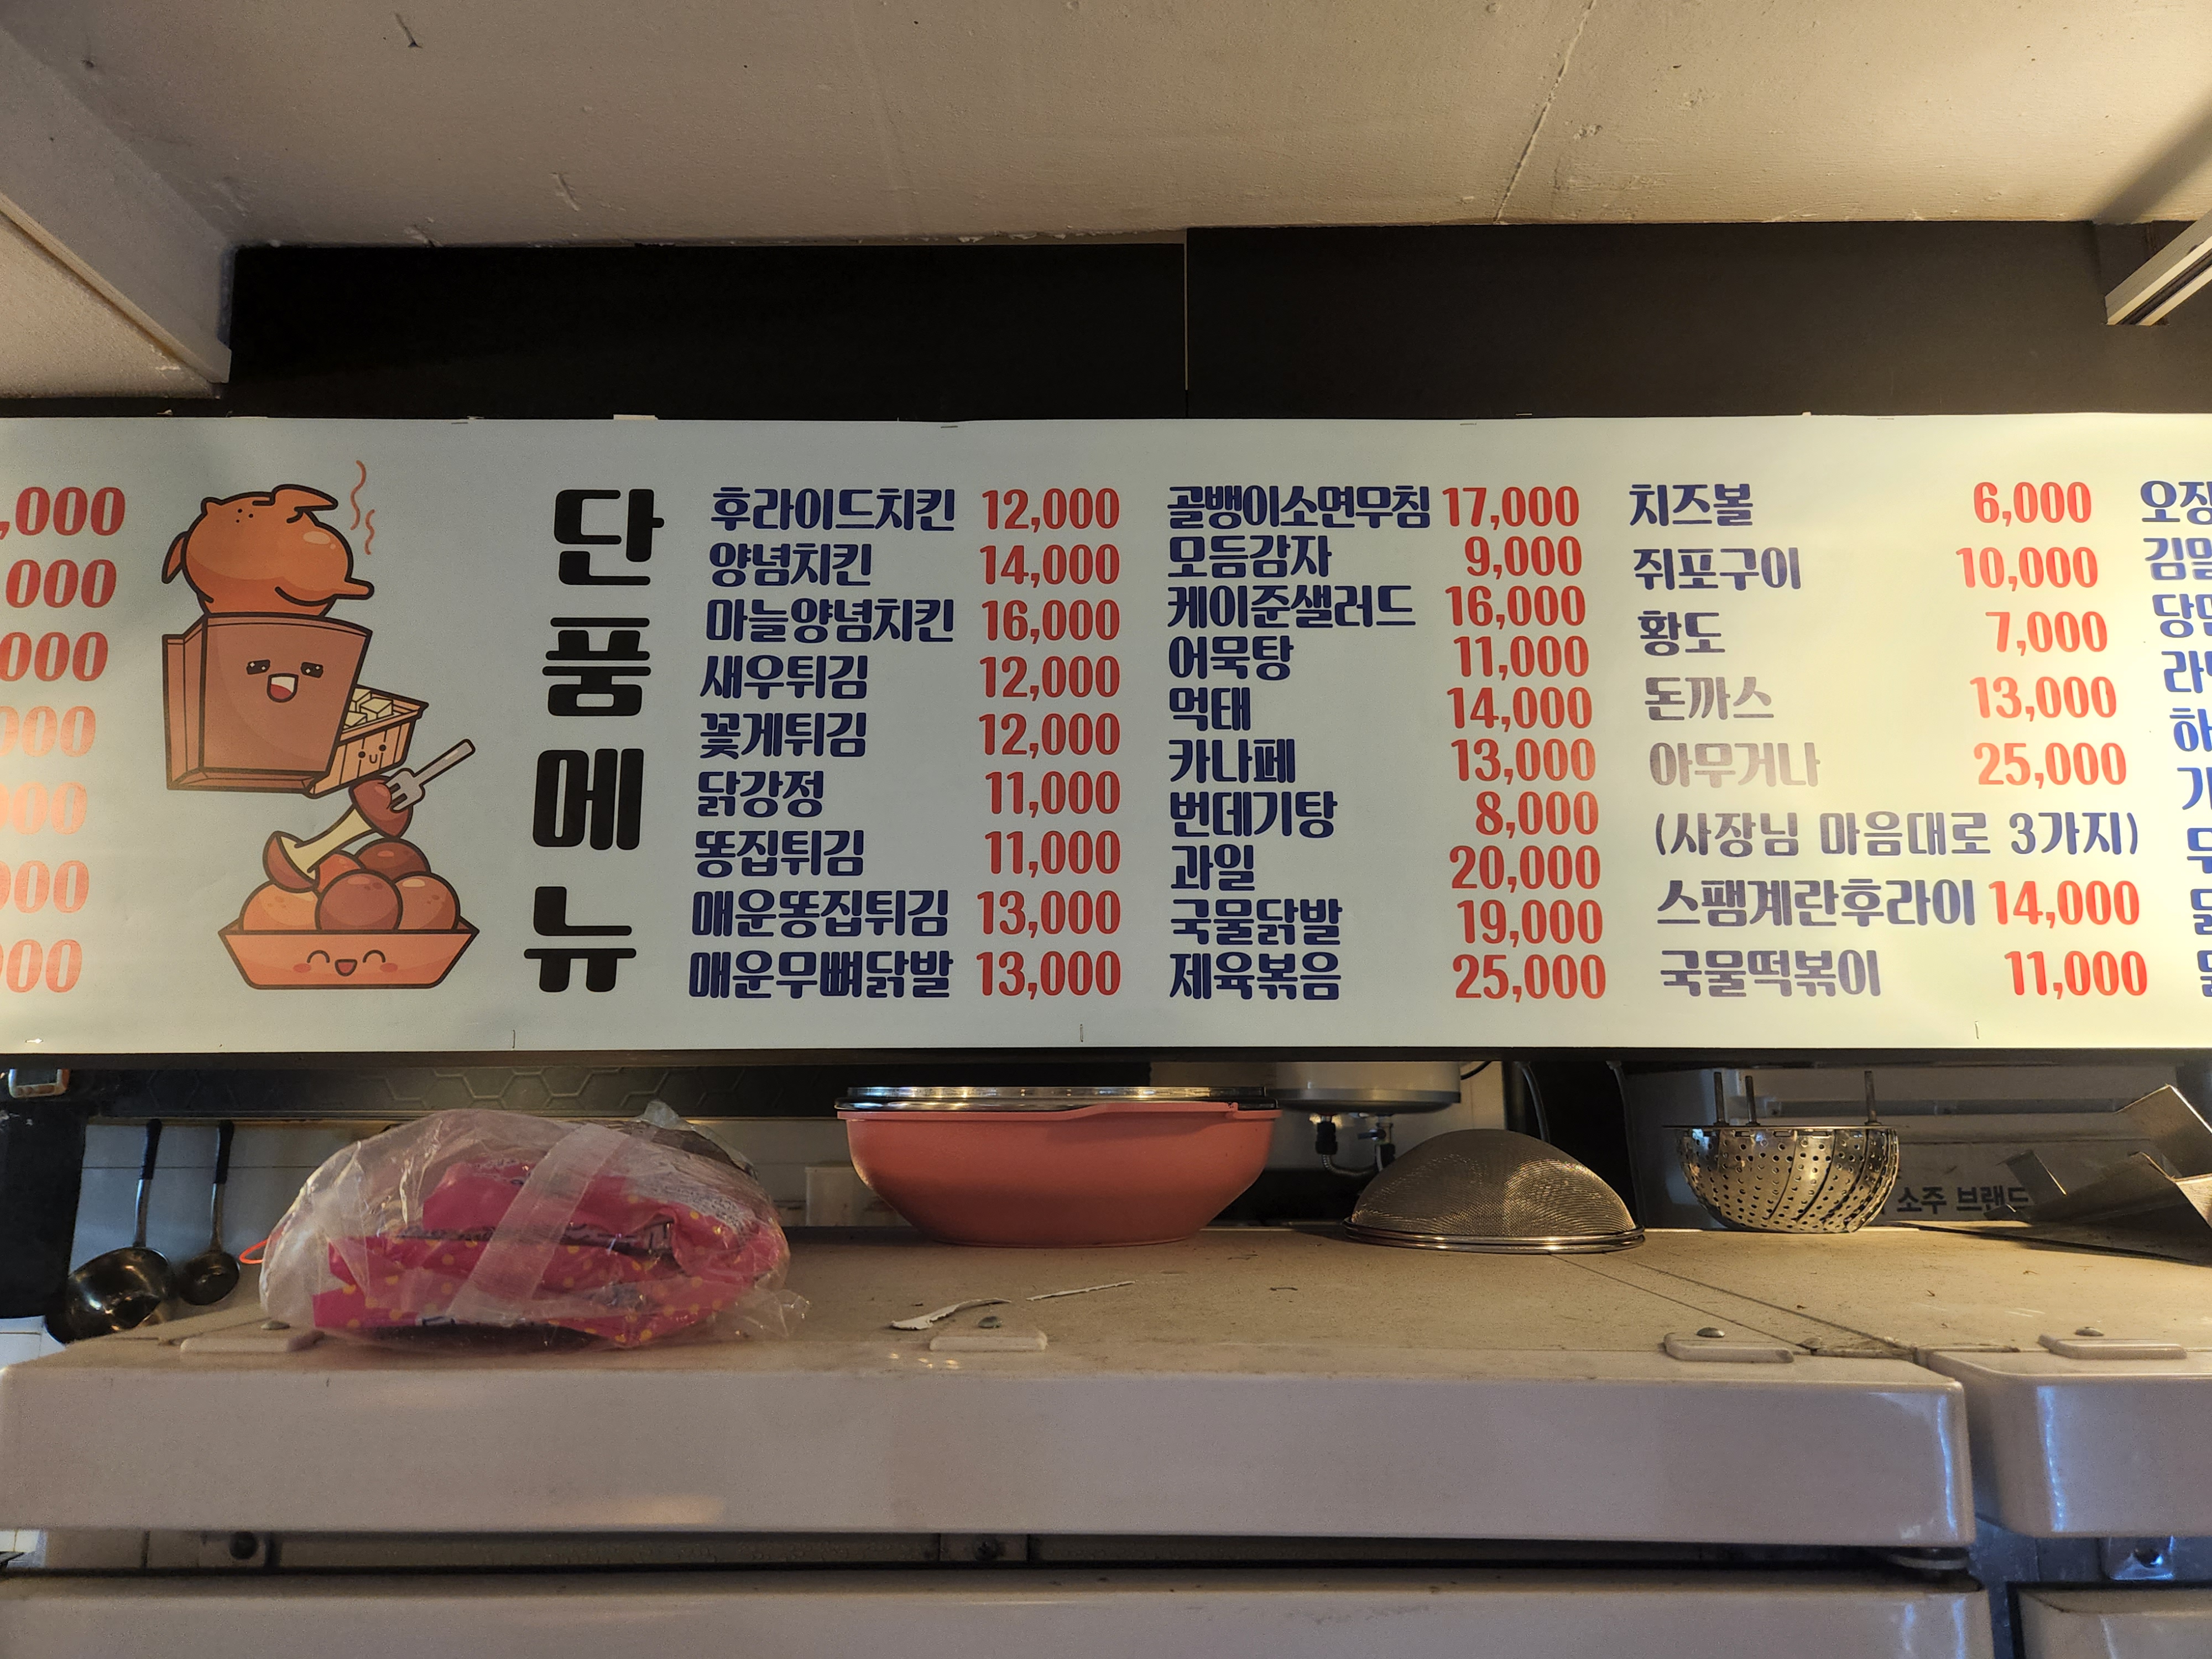 단품메뉴
후라이드치킨 12,000
양념치킨 14,000
마늘양념치킨 16,000
새우튀김 12,000
꽃게튀김 12,000
닭강정 11,000
똥집튀김 11,000
매운똥집튀김 13,000
매운무뼈닭발 13,000
골뱅이소면무침 17,000
모듬감자 9,000
케이준샐러드 16,000
어묵탕 11,000
먹태 14,000
카나페 13,000
번데기탕 8,000
과일 20,000
국물닭발 19,000
제육볶음 25,000
치즈볼 6,000
쥐포구이 10,000
황도 7,000
돈까스 13,000
아무거나 25,000
(사장님 마음대로 3가지)
스팸계란후라이 14,000
국물떡볶이 11,000
소주 브랜드